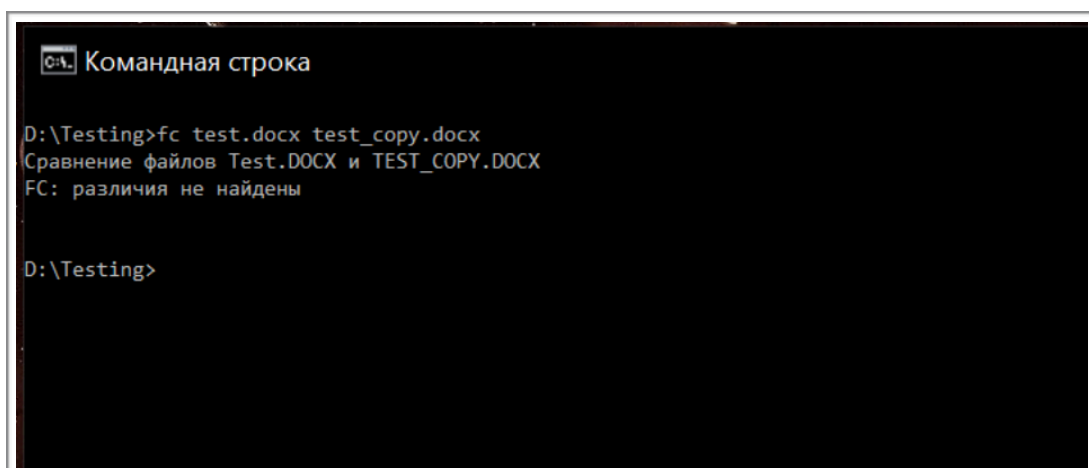 Командная строка
D:\Testing>fc test.docx test_copy.docx
Сравнение файлов Test.DOCX и TEST_COPY.DOCX
FC: различия не найдены
D:\Testing>